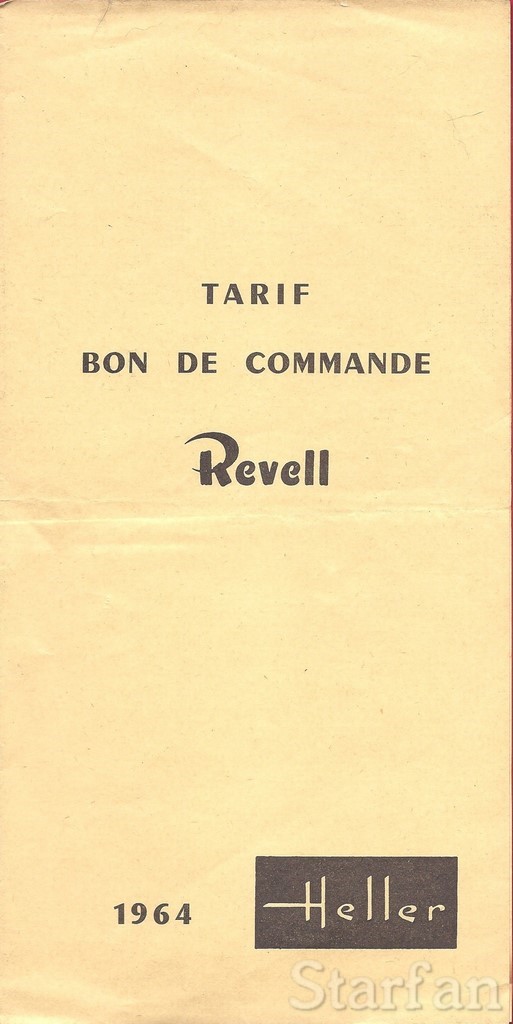 TARIF
BON DE COMMANDE
Revell
1964
Heller
Starfan